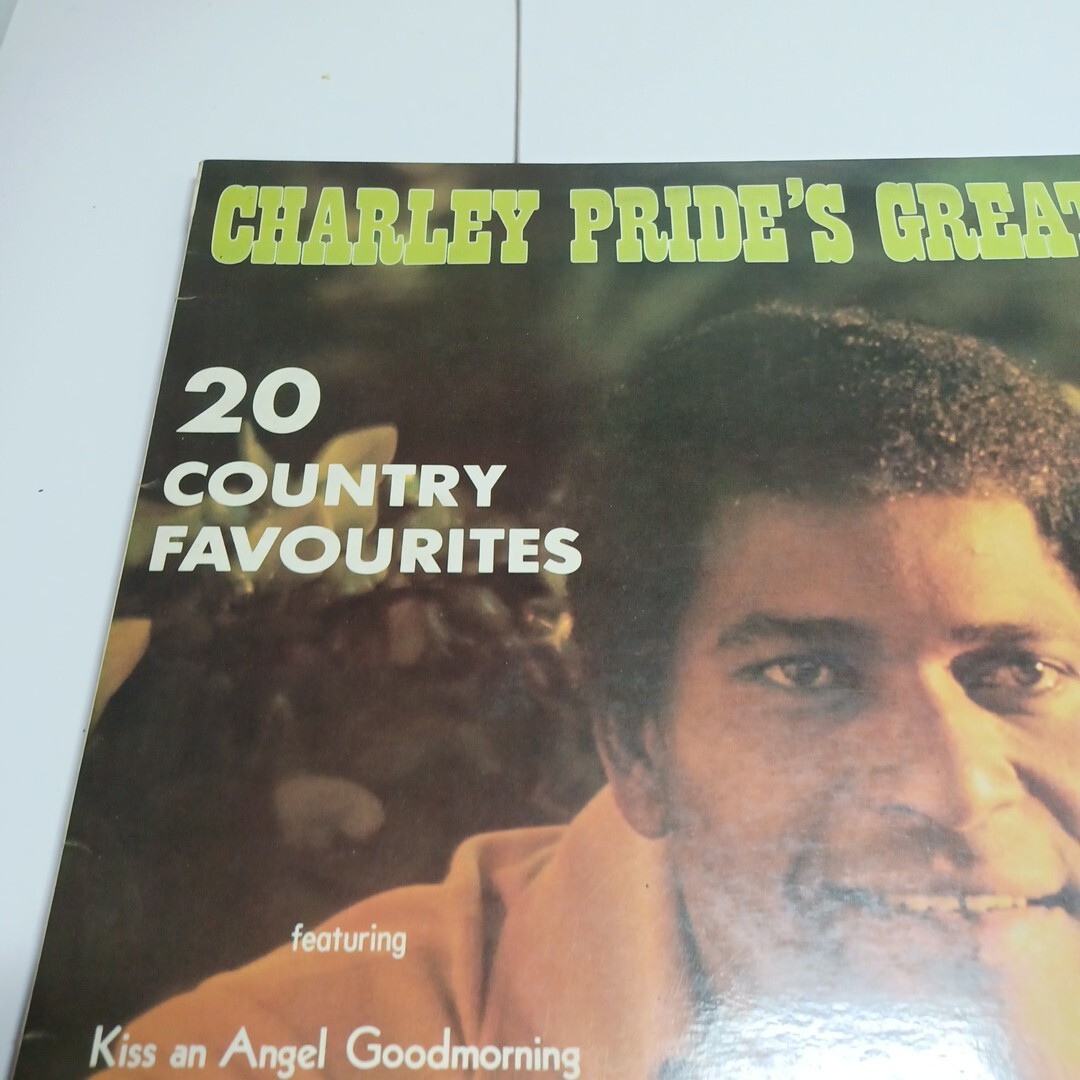 CHARLEY PRIDE'S GREAT
20
COUNTRY
FAVOURITES
featuring
Kiss an Angel Goodmorning